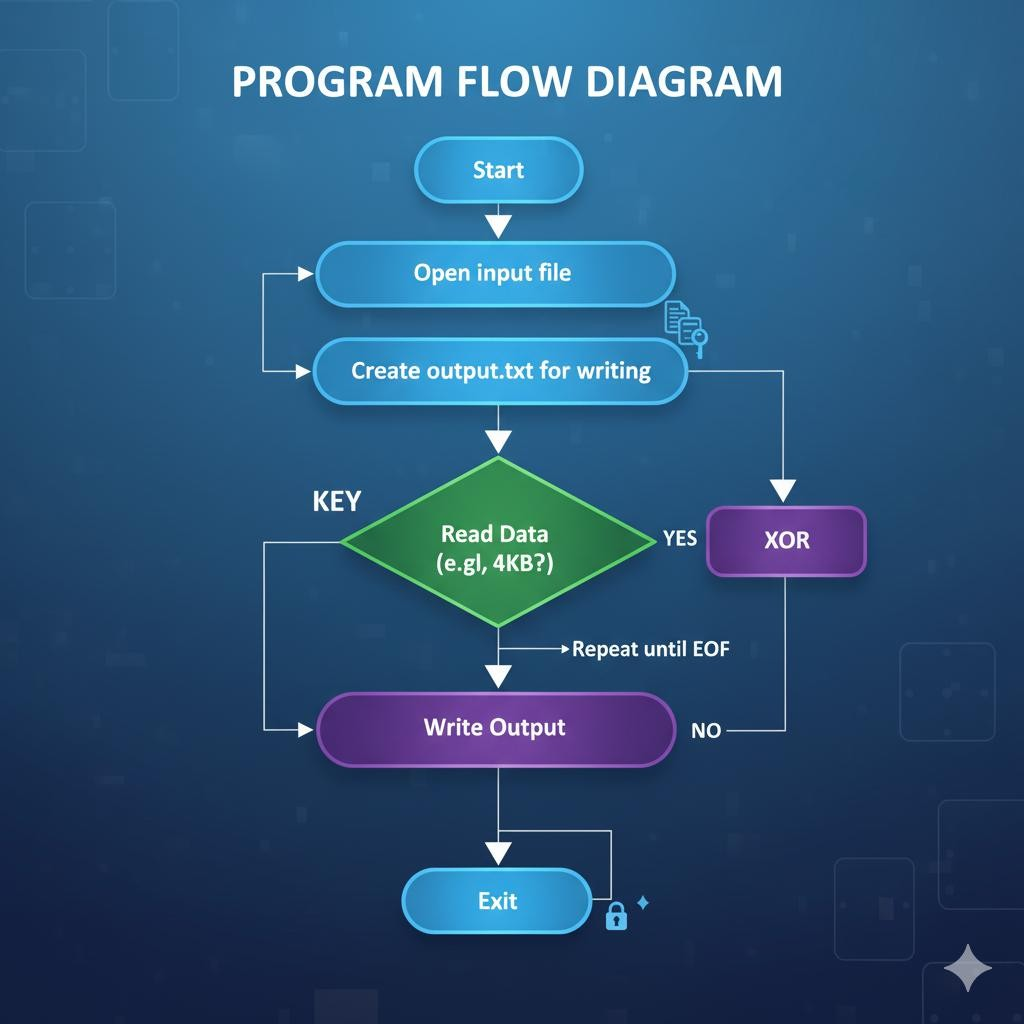 PROGRAM FLOW DIAGRAM
Start
Open input file
Create output.txt for writing
KEY
Read Data
(e.gl, 4KB?)
YES
XOR
Repeat until EOF
Write Output
NO
Exit